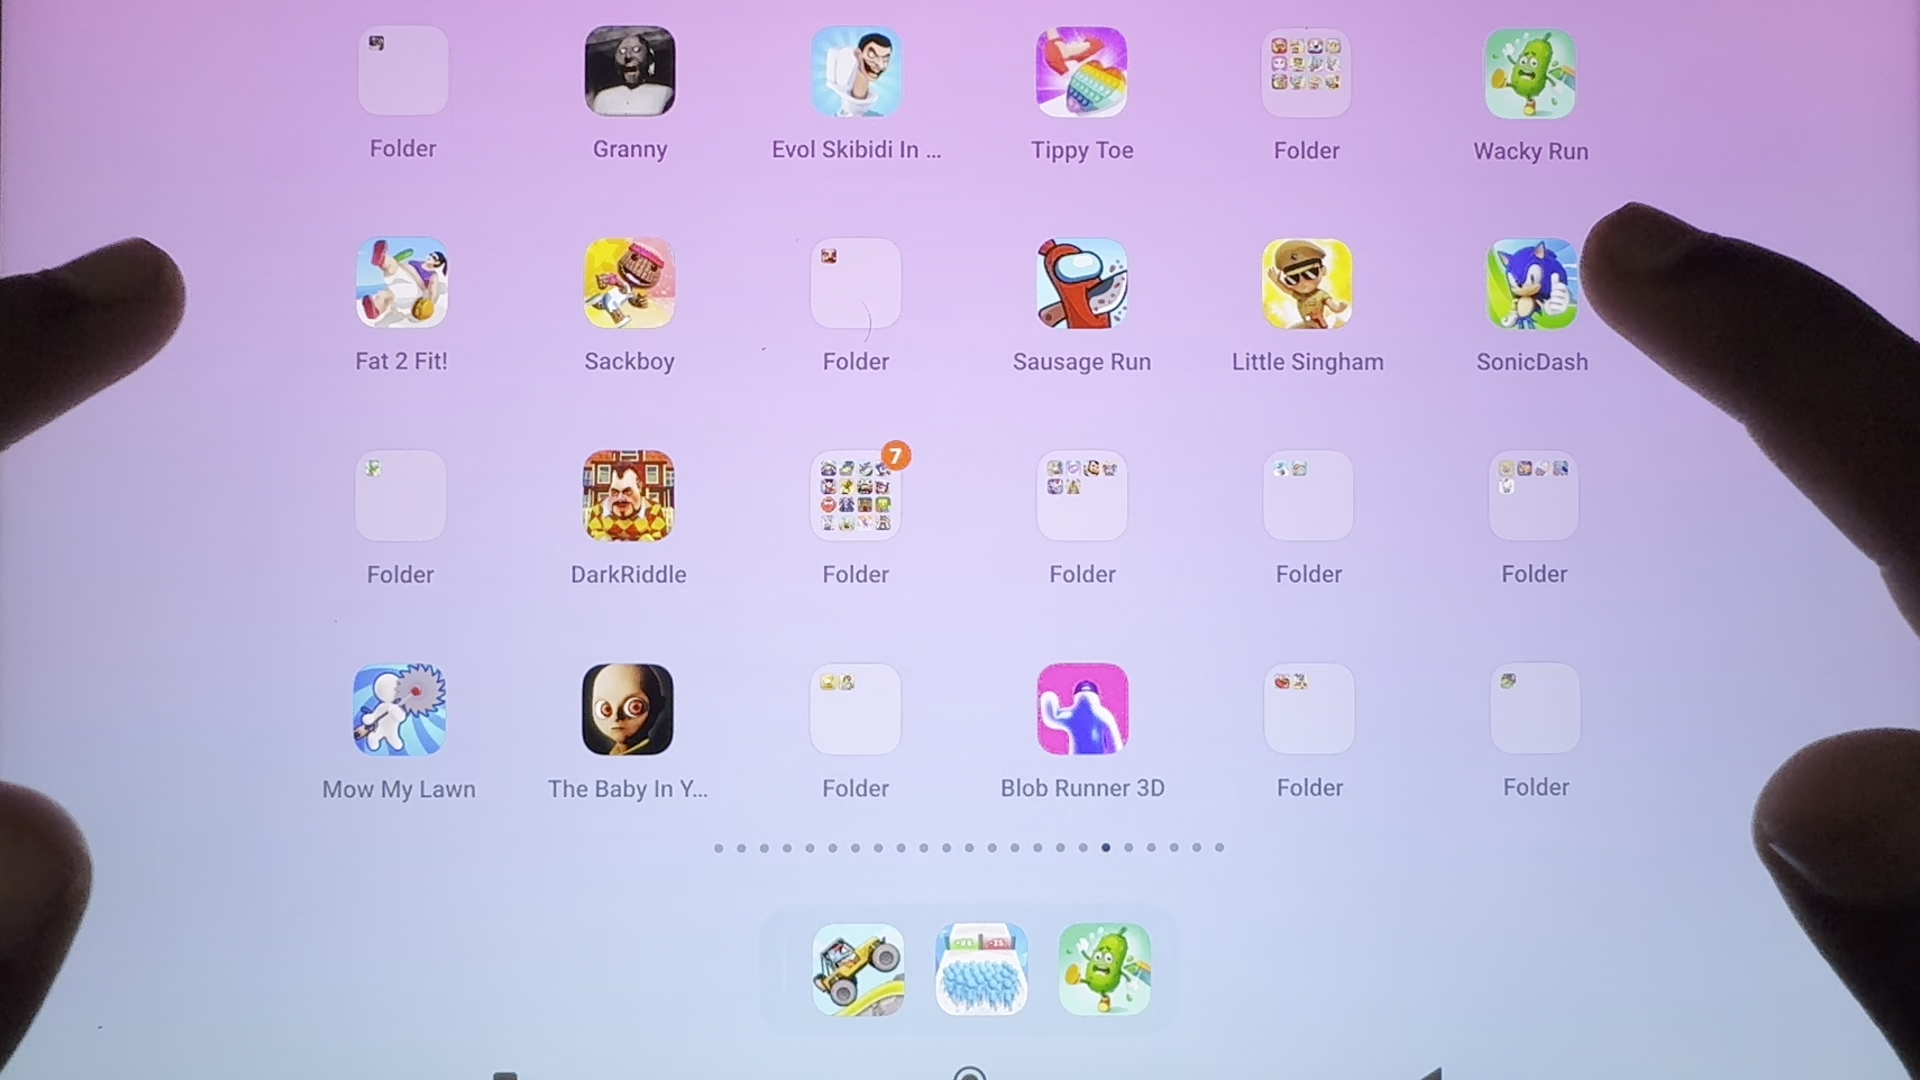 Folder
Granny
Evol Skibidi In ...
Tippy Toe
Folder
Wacky Run
Fat 2 Fit!
Sackboy
Folder
Sausage Run
Little Singham
SonicDash
Folder
DarkRiddle
7
Folder
Folder
Folder
Folder
Mow My Lawn
The Baby In Y...
Folder
Blob Runner 3D
Folder
Folder